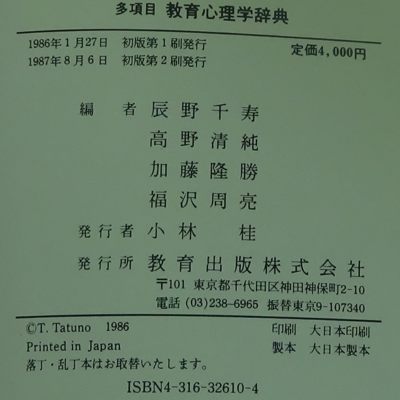 多項目 教育心理学辞典
1986年1月27日 初版第1刷発行
1987年8月6日 初版第2刷発行
定価4,000円
編者 辰野千寿
高野清純
加藤隆勝
福沢周亮
発行者 小林桂
発行所 教育出版株式会社
〒101 東京都千代田区神田神保町2-10
電話 (03)238-6965 振替東京9-107340
©T. Tatuno 1986 印刷 大日本印刷
Printed in Japan 製本 大日本製本
落丁・乱丁本はお取替いたします。
ISBN4-316-32610-4